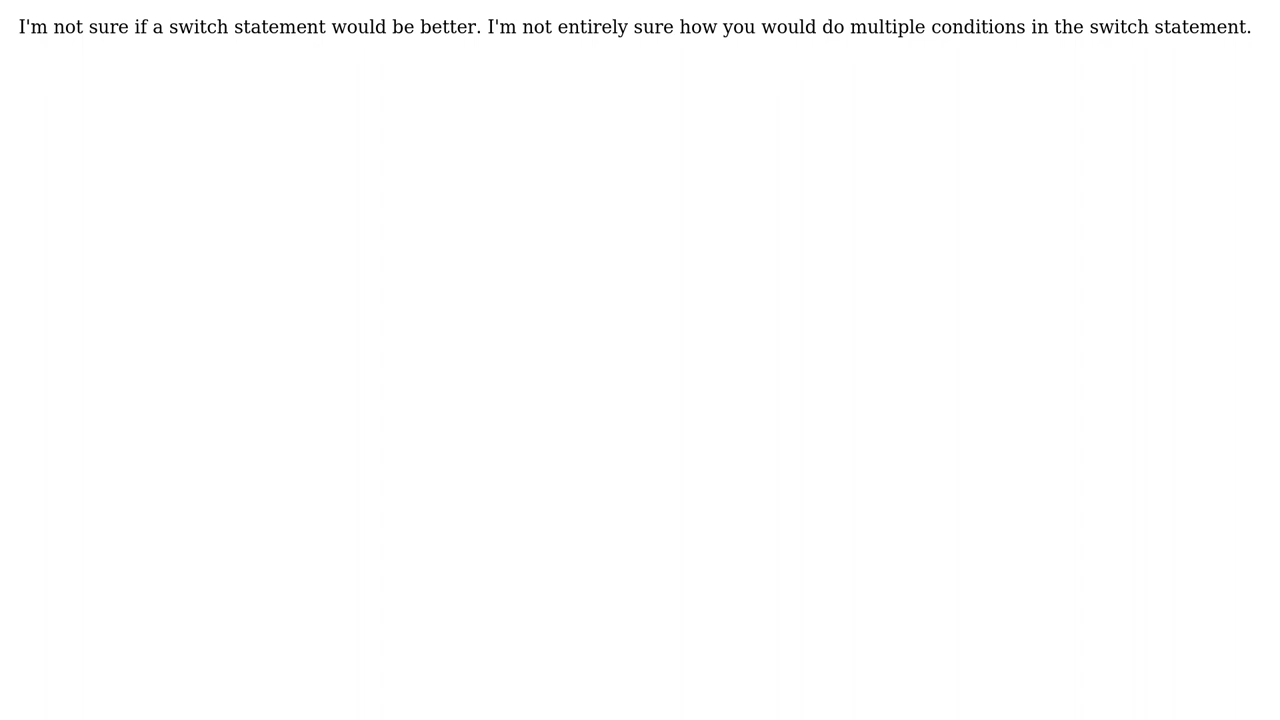 I'm not sure if a switch statement would be better. I'm not entirely sure how you would do multiple conditions in the switch statement.